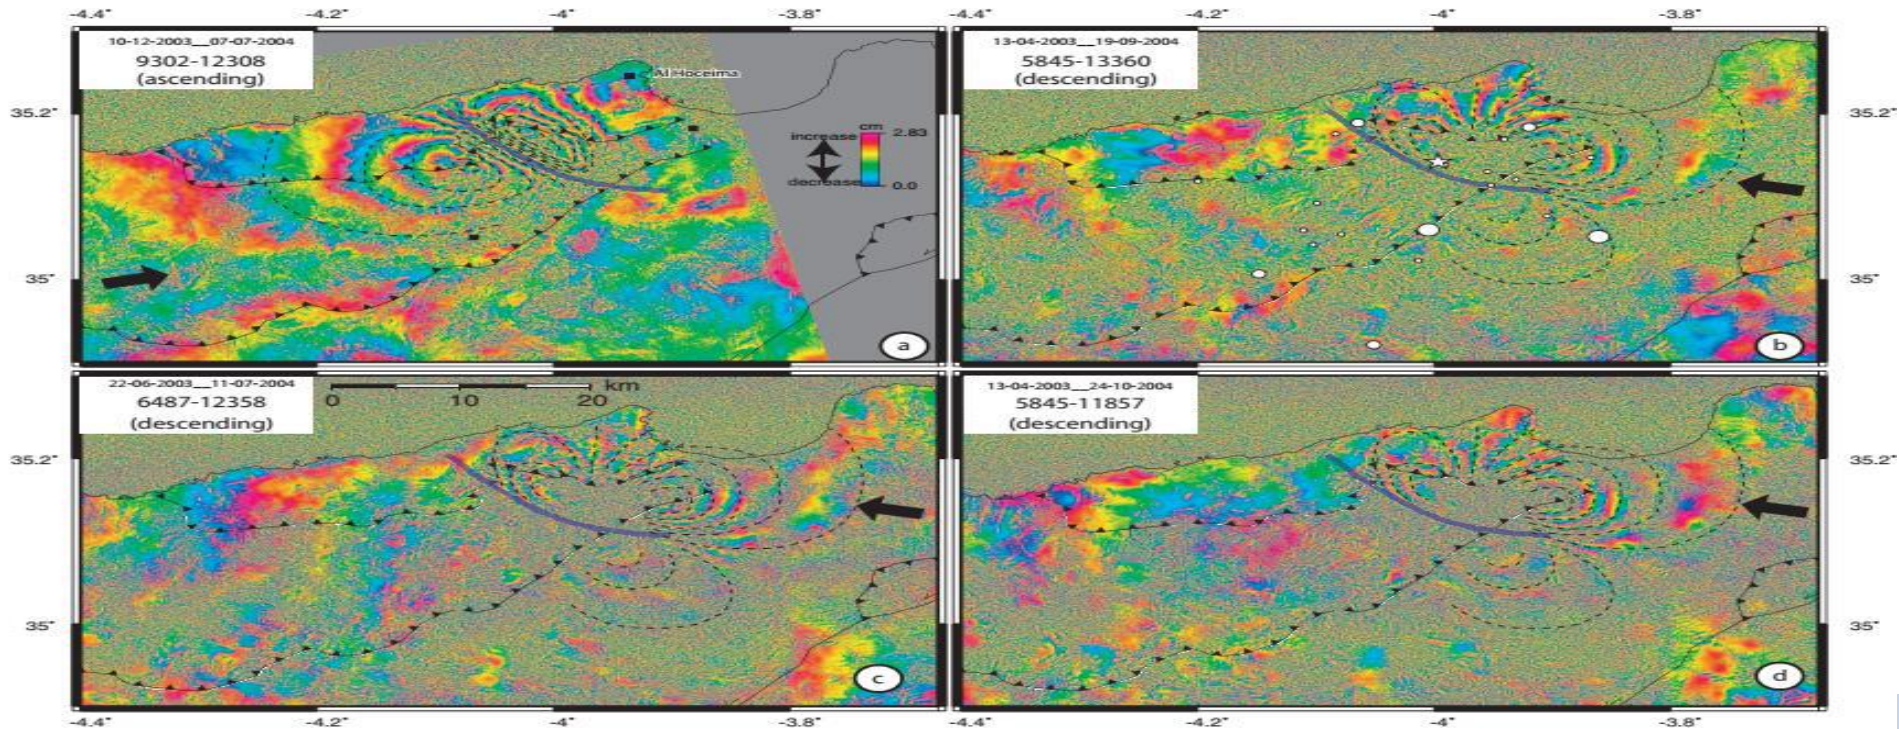 -4.4°
-4.2°
-4°
-3.8°
-4.4°
-4.2°
-4°
-3.8°
10-12-2003__07-07-2004
9302-12308
(ascending)
Al Hoceima
35.2°
35°
cm
increase
2.83
decrease
0.0
a
13-04-2003__19-09-2004
5845-13360
(descending)
35.2°
35°
b
22-06-2003__11-07-2004
6487-12358
(descending)
km
0
10
20
35.2°
35°
c
13-04-2003__24-10-2004
5845-11857
(descending)
35.2°
35°
d
-4.4°
-4.2°
-4°
-3.8°
-4.4°
-4.2°
-4°
-3.8°